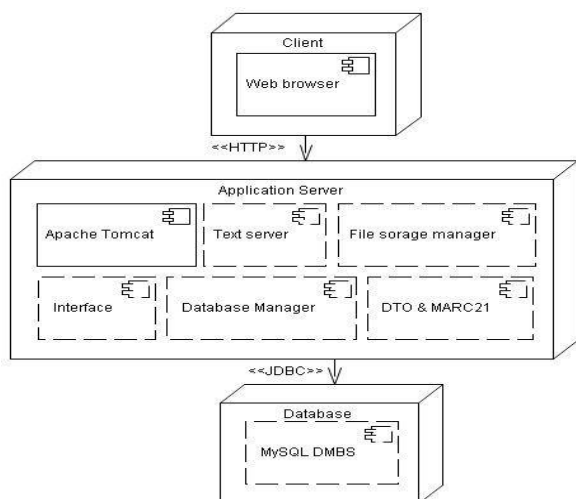 Client
Web browser
<<HTTP>>
Application Server
Apache Tomcat
Text server
File sorage manager
Interface
Database Manager
DTO & MARC21
<<JDBC>>
Database
MySQL DMBS